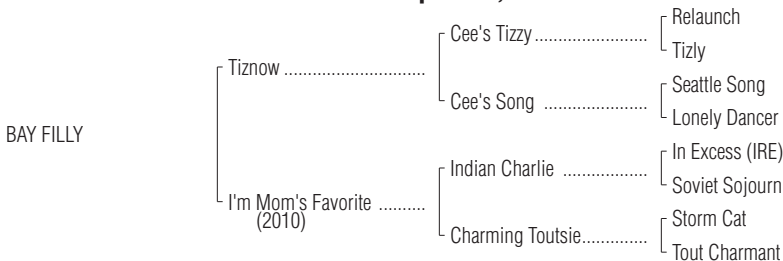 Relaunch
Cee's Tizzy..........................
Tizly
Tiznow ................................
Seattle Song
Cee's Song ........................
Lonely Dancer
BAY FILLY
In Excess (IRE)
Indian Charlie ...................
Soviet Sojourn
I'm Mom's Favorite ...........
(2010)
Storm Cat
Charming Toutsie...............
Tout Charmant